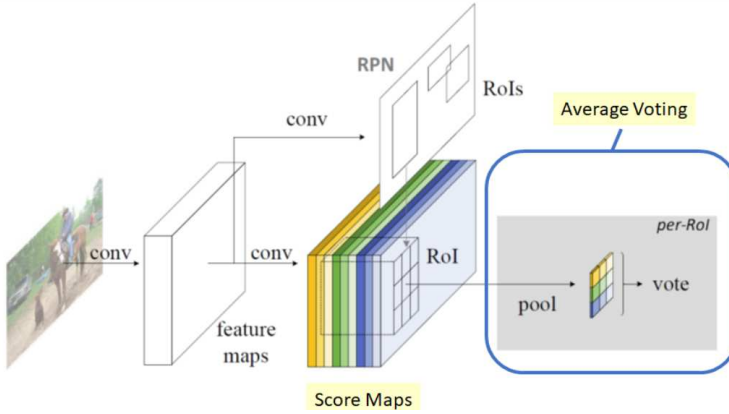 RPN
RoIs
Average Voting
conv
per-RoI
conv
conv
RoI
pool
vote
feature
maps
Score Maps